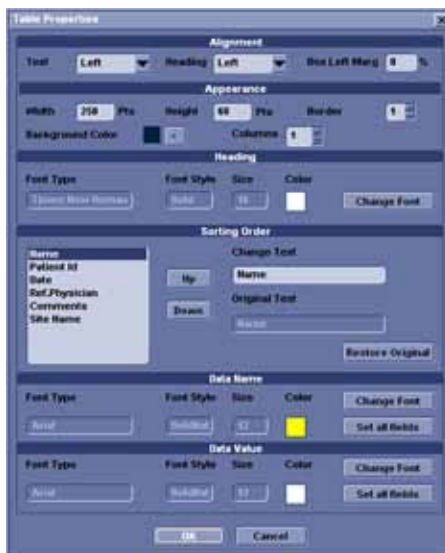 Table Properties
Alignment
Text Left Heading Left Box Left Marg 0 %
Appearance
Width 250 Pts Height 60 Pts Border 1
Background Color Columns 1
Heading
Font Type Font Style Size Color
Times New Roman Bold Change Font
Sorting Order
Name
Patient Id
Date
Ref.Physician
Comments
Site Name
Up
Down
Change Text
Name
Original Text
Name
Restore Original
Data Name
Font Type Font Style Size Color Change Font
Arial 12 Set all fields
Data Value
Font Type Font Style Size Color Change Font
Arial 12 Set all fields
OK Cancel